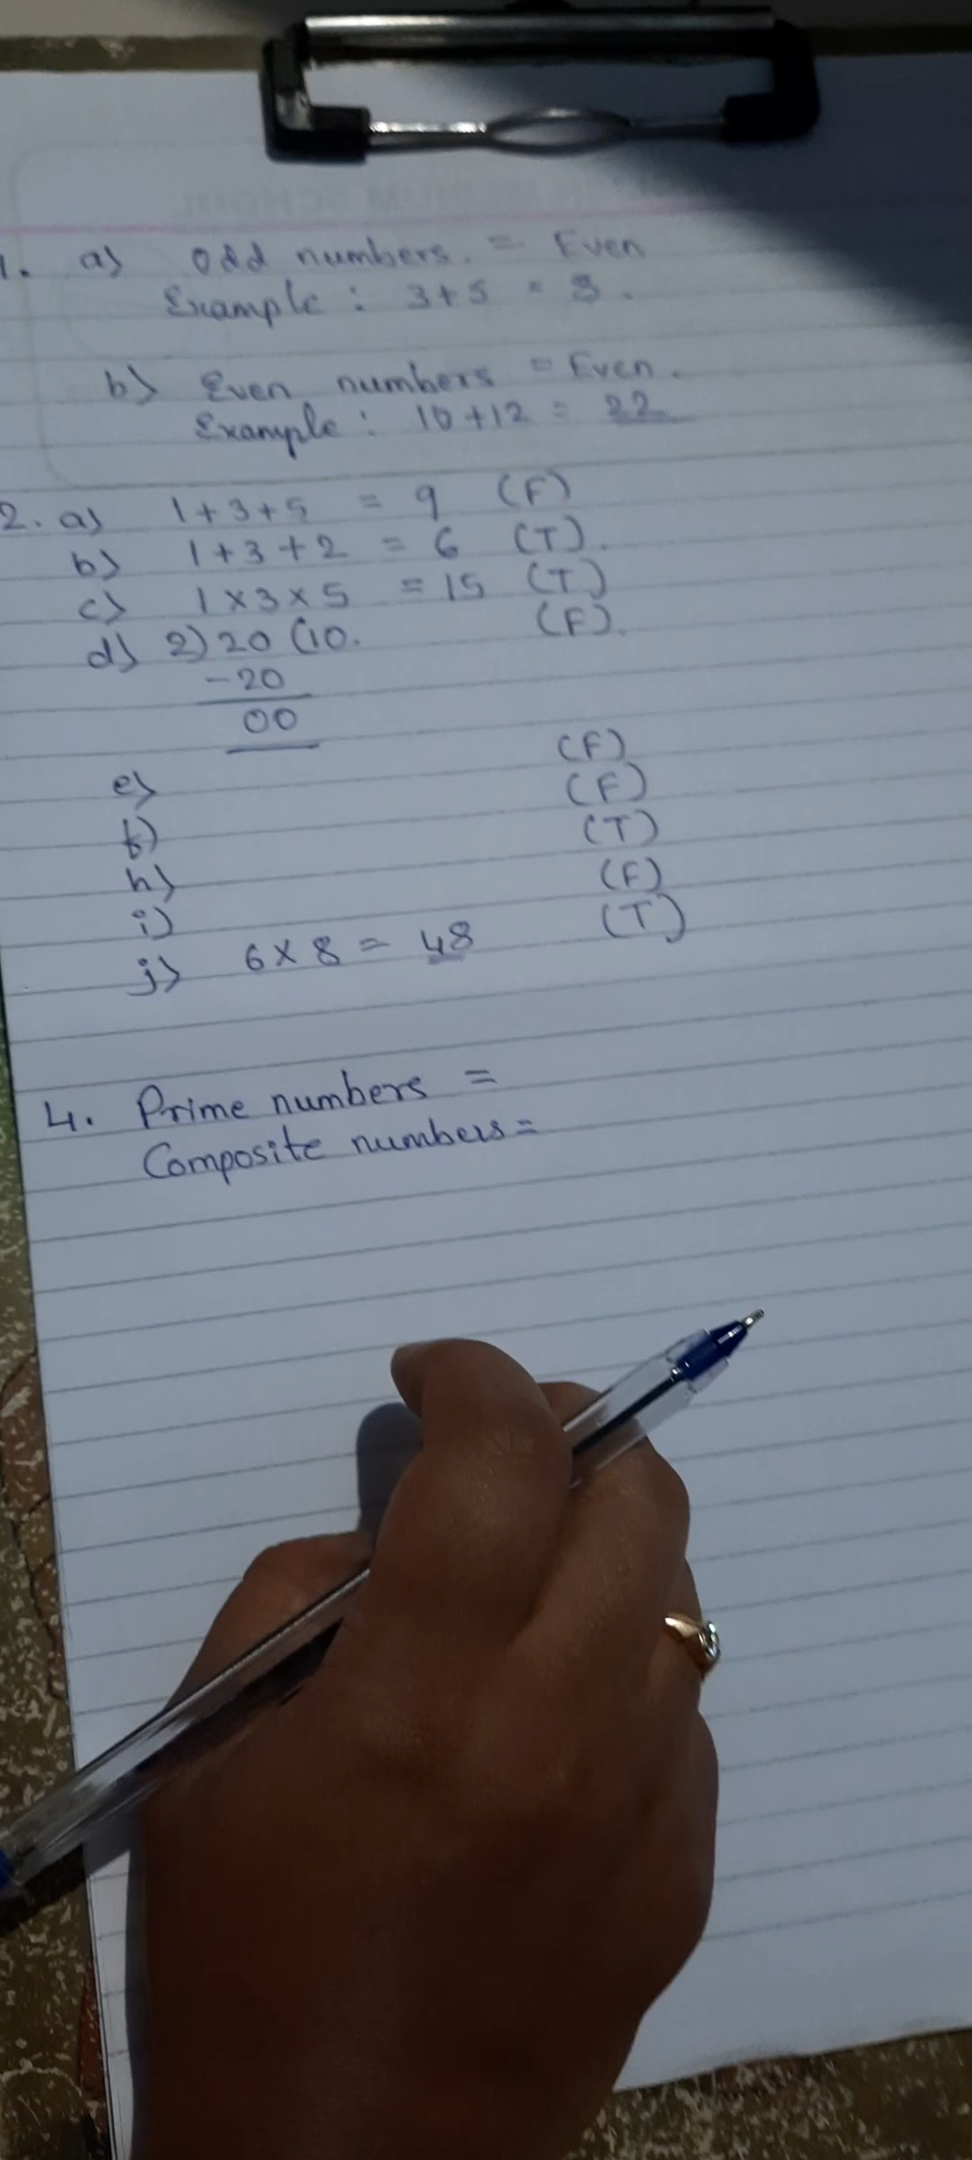 1. a) Odd numbers. = Even
Example : 3+5 = 8.
b) Even numbers = Even.
Example : 10+12 = 22
2. a) 1+3+5 = 9 (F)
b) 1+3+2 = 6 (T).
c) 1×3×5 = 15 (T)
d) 2)20(10. (F).
-20
00
e) (F)
f) (F)
h) (T)
i) (F)
j) 6×8 = 48 (T)
4. Prime numbers =
Composite numbers =